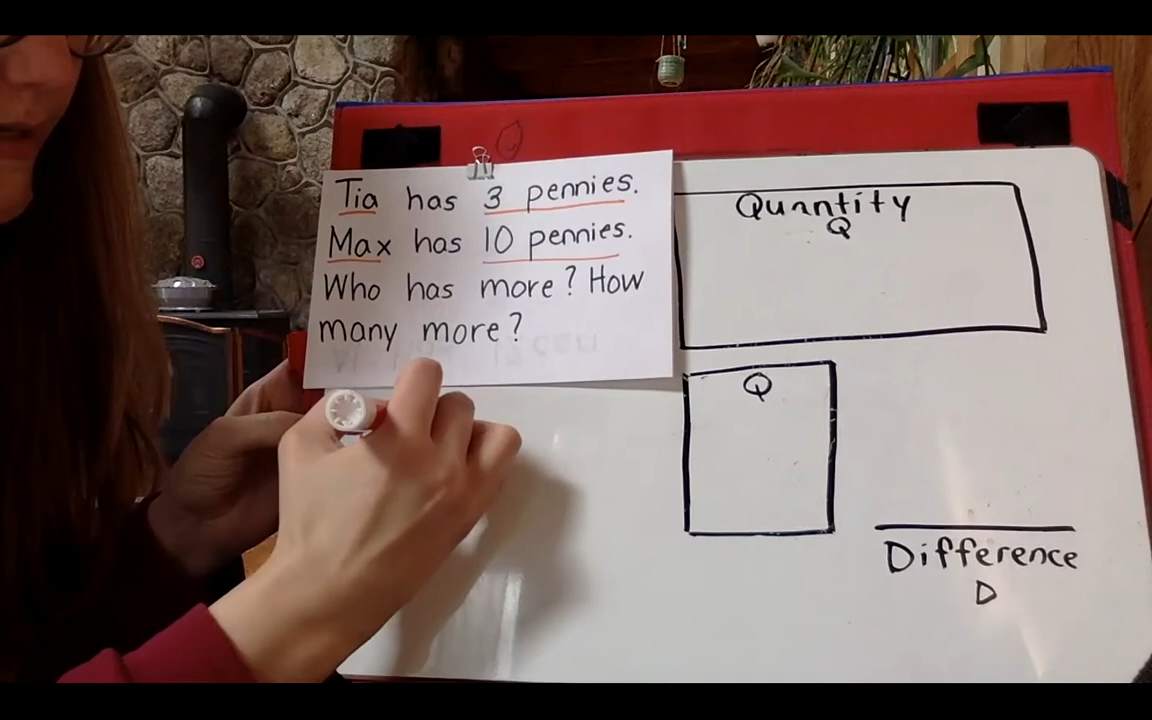 Tia has 3 pennies.
Max has 10 pennies.
Who has more? How
many more?
Quantity
Q
Q
Difference
D